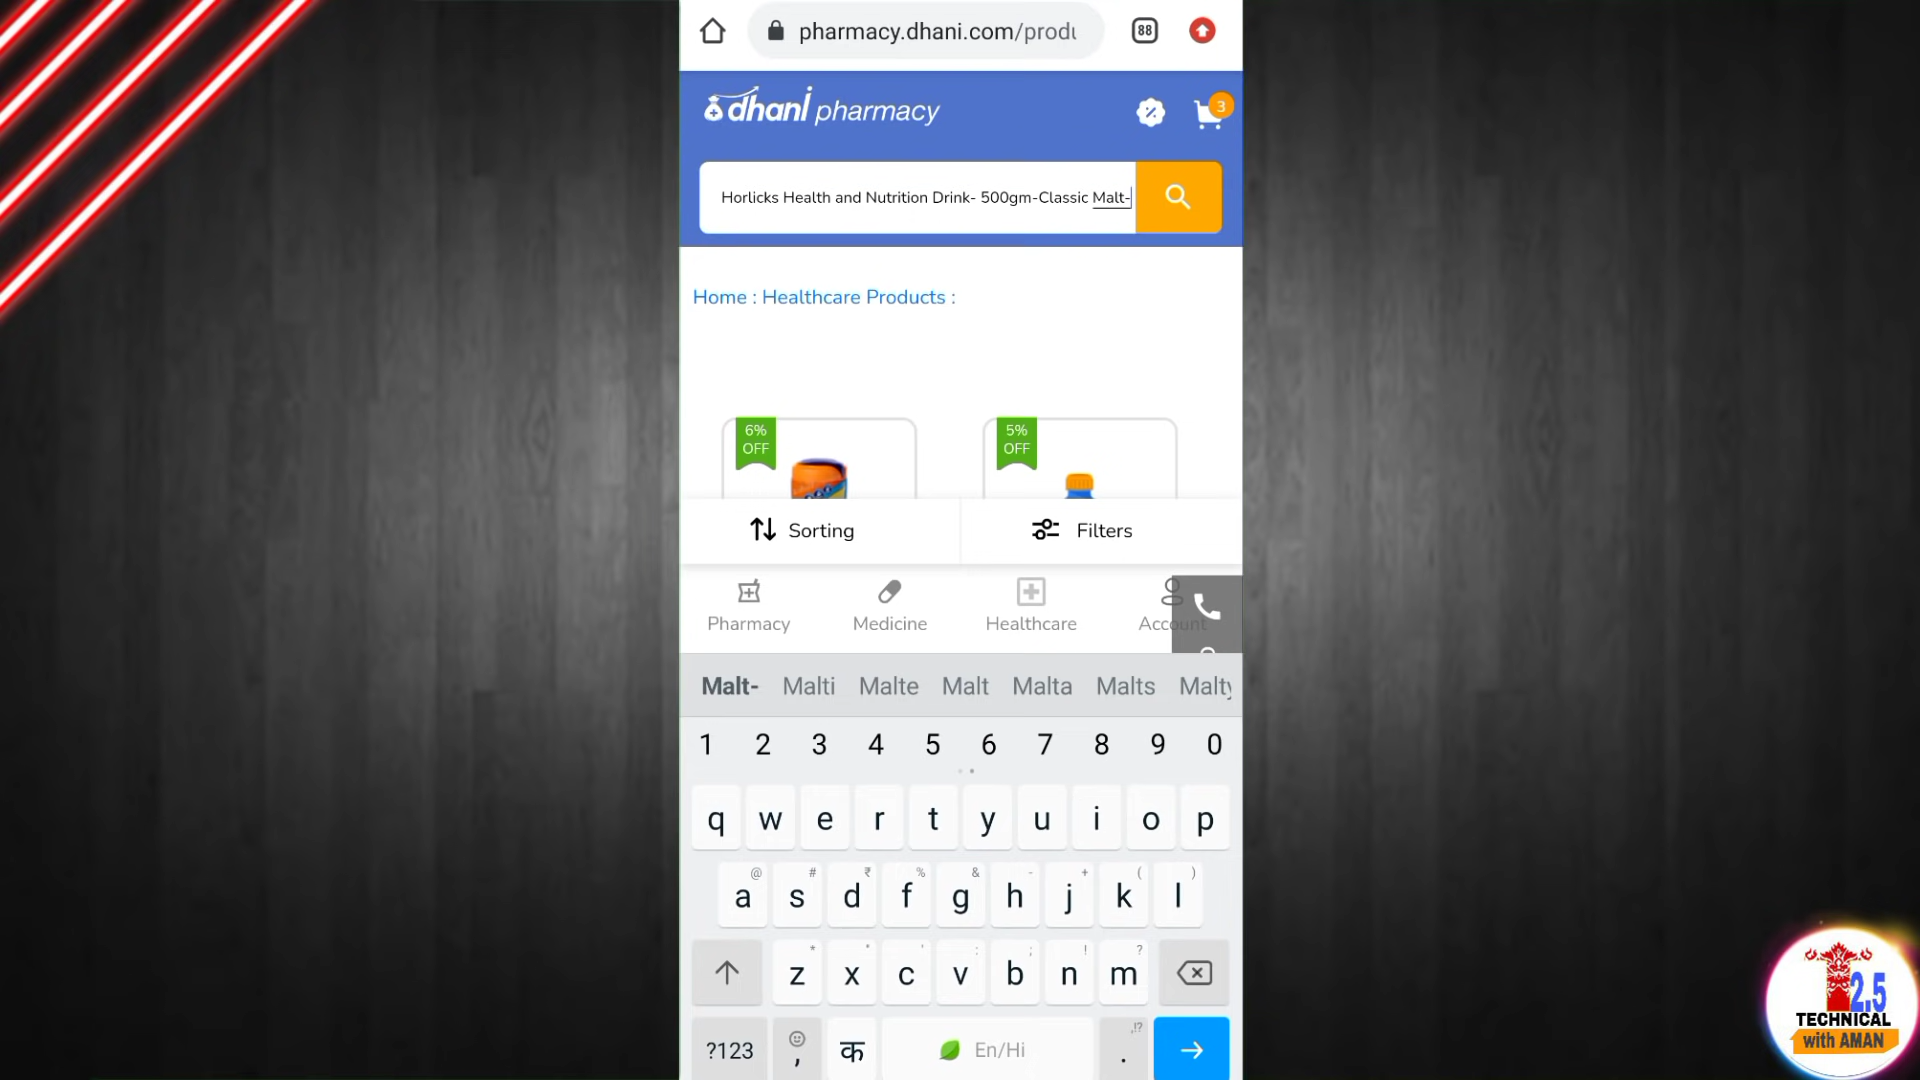 pharmacy.dhani.com/produ
88
dhani pharmacy
3
Horlicks Health and Nutrition Drink- 500gm-Classic Malt-
Home : Healthcare Products :
6%
OFF
5%
OFF
Sorting
Filters
Pharmacy
Medicine
Healthcare
Account
Malt-
Malti
Malte
Malt
Malta
Malts
Malty
1 2 3 4 5 6 7 8 9 0
q w e r t y u i o p
@ # ₹ % & - + ( )
a s d f g h j k l
* " ' : ; ! ?
z x c v b n m
?123 , क En/Hi ,!? .
2.5
TECHNICAL
with AMAN